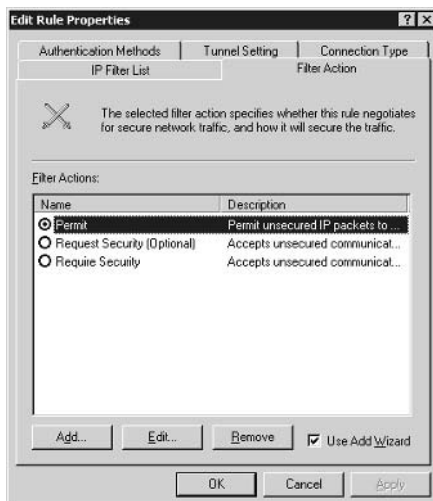 Edit Rule Properties
Authentication Methods
Tunnel Setting
Connection Type
IP Filter List
Filter Action
The selected filter action specifies whether this rule negotiates
for secure network traffic, and how it will secure the traffic.
Filter Actions:
Name Description
Permit Permit unsecured IP packets to ...
Request Security (Optional) Accepts unsecured communicat...
Require Security Accepts unsecured communicat...
Add... Edit... Remove Use Add Wizard
OK Cancel Apply